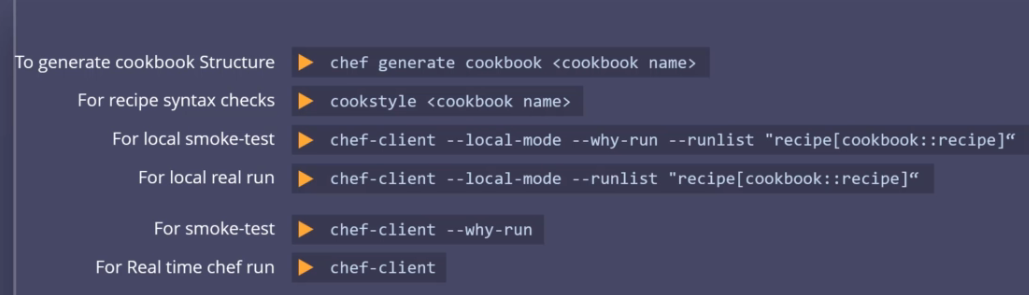 To generate cookbook Structure chef generate cookbook <cookbook name>
For recipe syntax checks cookstyle <cookbook name>
For local smoke-test chef-client --local-mode --why-run --runlist "recipe[cookbook::recipe]“
For local real run chef-client --local-mode --runlist "recipe[cookbook::recipe]“
For smoke-test chef-client --why-run
For Real time chef run chef-client